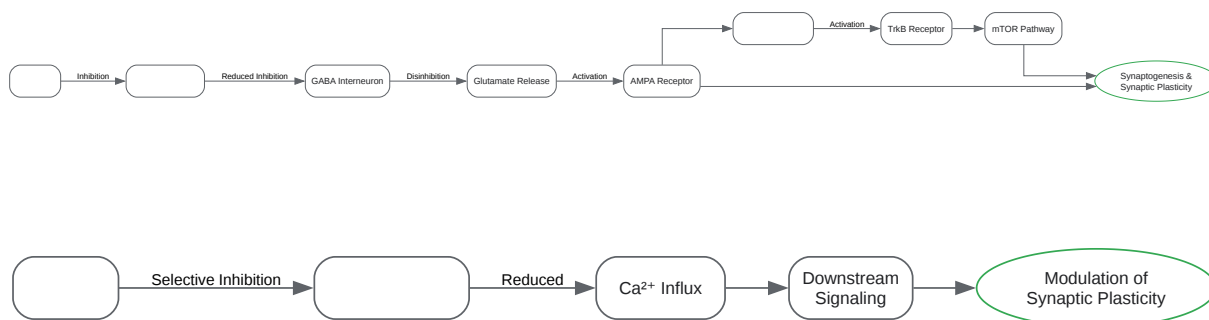 Activation
TrkB Receptor
mTOR Pathway
Inhibition
Reduced Inhibition
GABA Interneuron
Disinhibition
Glutamate Release
Activation
AMPA Receptor
Synaptogenesis &
Synaptic Plasticity
Selective Inhibition
Reduced
Ca²⁺ Influx
Downstream
Signaling
Modulation of
Synaptic Plasticity